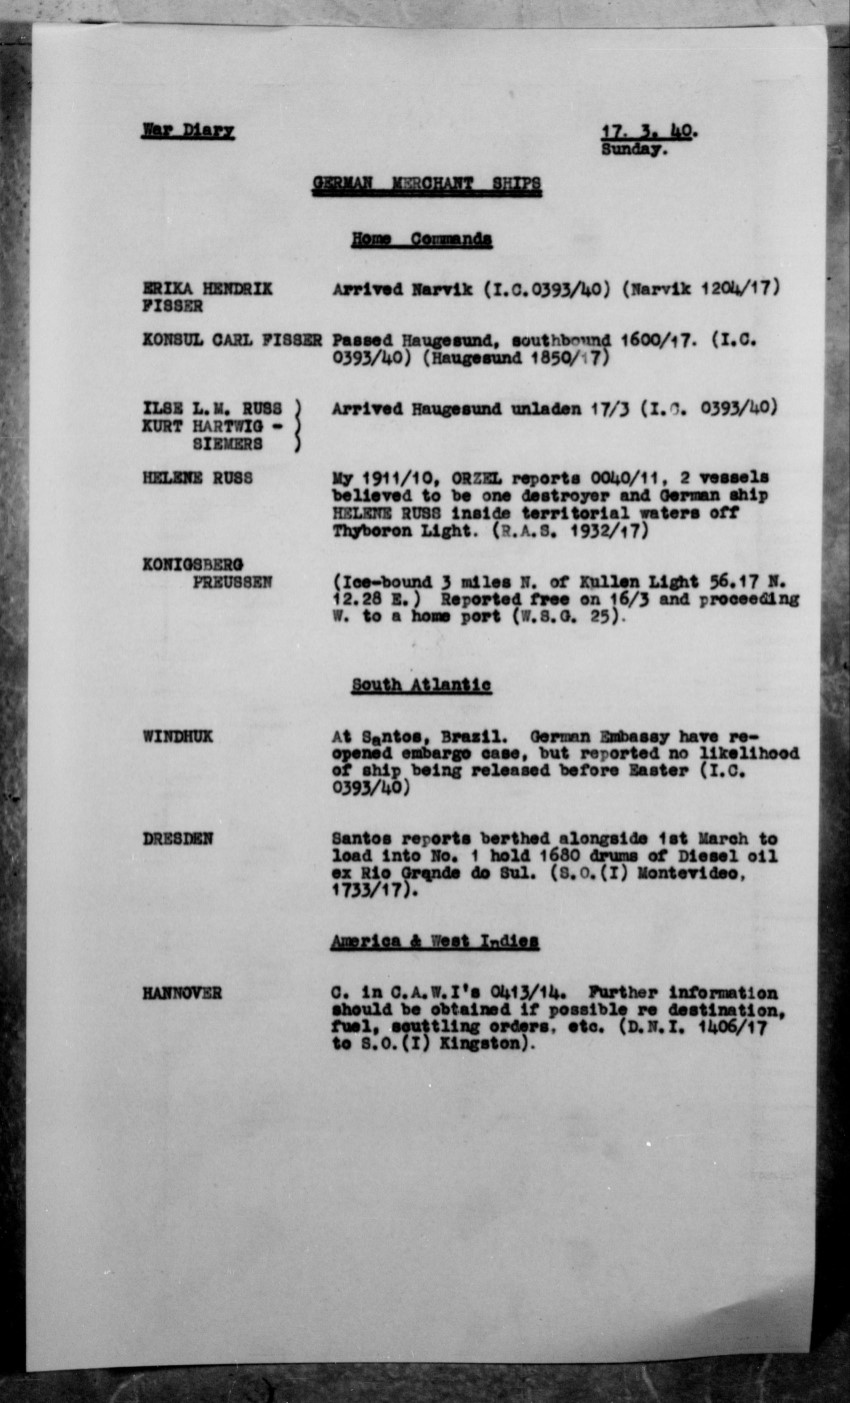 War Diary
17. 3. 40.
Sunday.
GERMAN MERCHANT SHIPS
Home Commands
ERIKA HENDRIK Arrived Narvik (I.C.0393/40) (Narvik 1204/17)
FISSER
KONSUL CARL FISSER Passed Haugesund, southbound 1600/17. (I.C.
0393/40) (Haugesund 1850/17)
ILSE L.M. RUSS ) Arrived Haugesund unladen 17/3 (I.C. 0393/40)
KURT HARTWIG - )
SIEMERS )
HELENE RUSS My 1911/10, ORZEL reports 0040/11, 2 vessels
believed to be one destroyer and German ship
HELENE RUSS inside territorial waters off
Thyboron Light. (R.A.S. 1932/17)
KONIGSBERG
PREUSSEN (Ice-bound 3 miles N. of Kullen Light 56.17 N.
12.28 E.) Reported free on 16/3 and proceeding
W. to a home port (W.S.G. 25).
South Atlantic
WINDHUK At Santos, Brazil. German Embassy have re-
opened embargo case, but reported no likelihood
of ship being released before Easter (I.C.
0393/40)
DRESDEN Santos reports berthed alongside 1st March to
load into No. 1 hold 1680 drums of Diesel oil
ex Rio Grande do Sul. (S.O.(I) Montevideo,
1733/17).
America & West Indies
HANNOVER C. in C.A.W.I's 0413/14. Further information
should be obtained if possible re destination,
fuel, scuttling orders, etc. (D.N.I. 1406/17
to S.O.(I) Kingston).